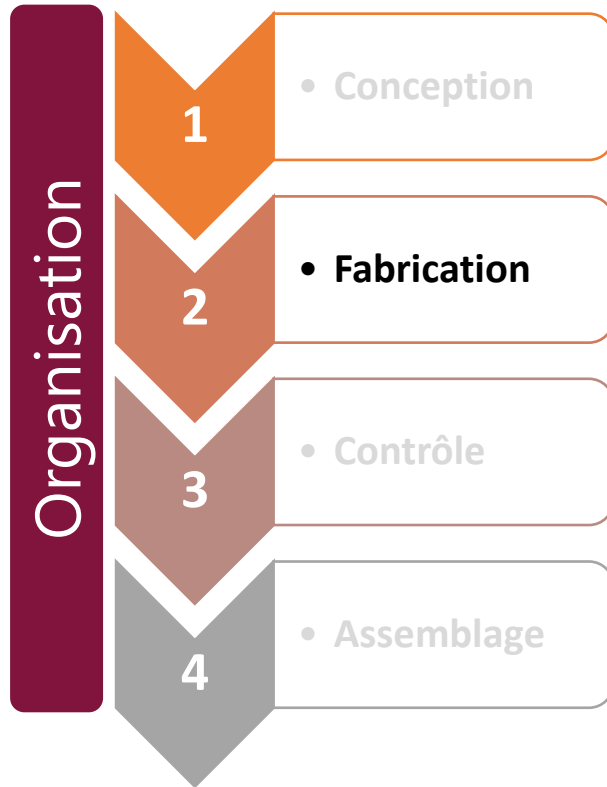 Organisation
1
• Conception
2
• Fabrication
3
• Contrôle
4
• Assemblage